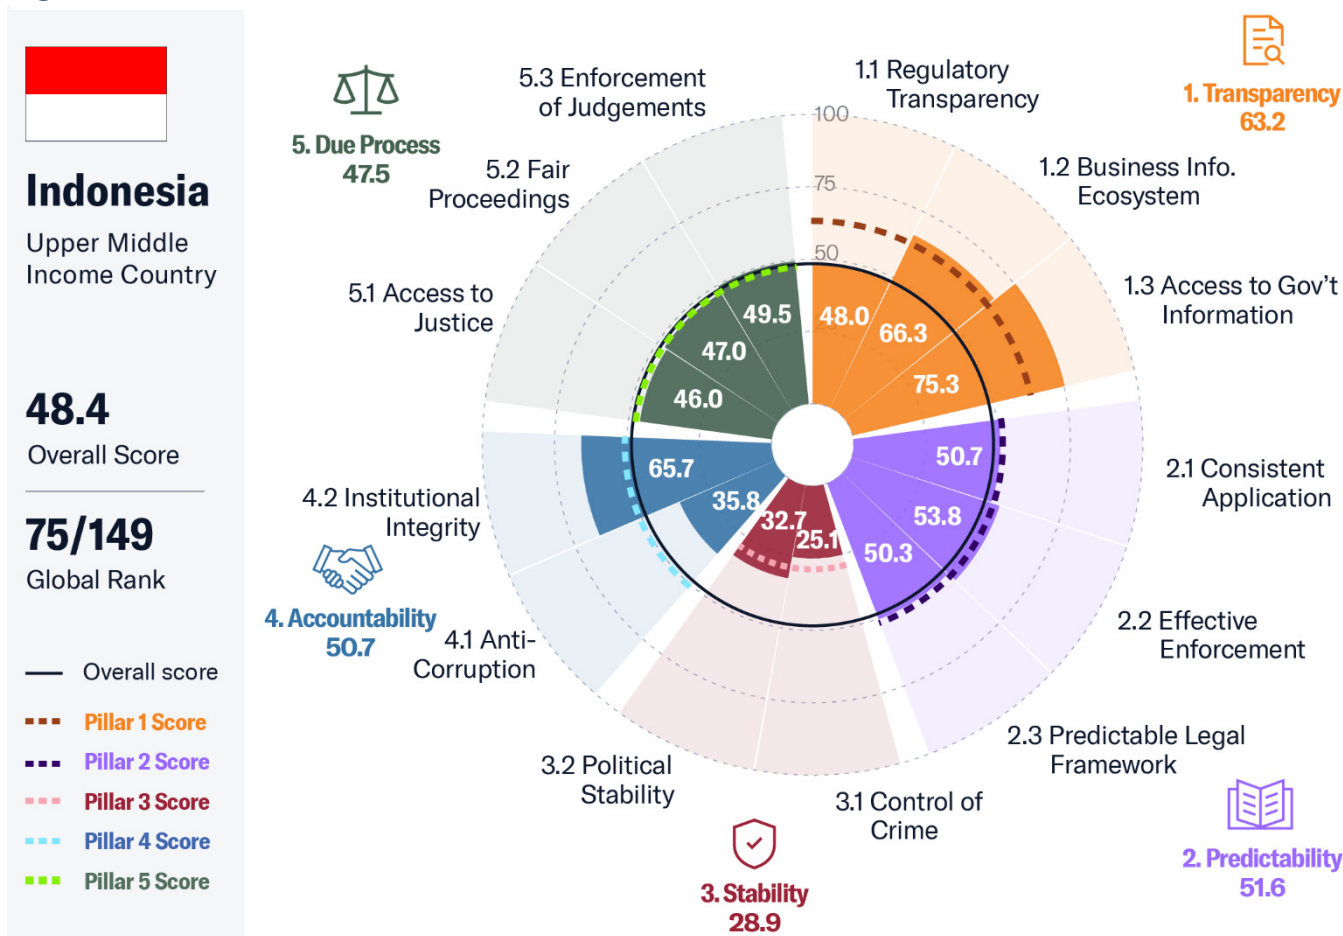 Indonesia
Upper Middle
Income Country
48.4
Overall Score
75/149
Global Rank
Overall score
Pillar 1 Score
Pillar 2 Score
Pillar 3 Score
Pillar 4 Score
Pillar 5 Score
1. Transparency
63.2
1.1 Regulatory
Transparency
1.2 Business Info.
Ecosystem
1.3 Access to Gov't
Information
2.1 Consistent
Application
2.2 Effective
Enforcement
2.3 Predictable Legal
Framework
2. Predictability
51.6
3.1 Control of
Crime
3.2 Political
Stability
3. Stability
28.9
4.1 Anti-
Corruption
4.2 Institutional
Integrity
4. Accountability
50.7
5.1 Access to
Justice
5.2 Fair
Proceedings
5.3 Enforcement
of Judgements
5. Due Process
47.5
100
75
50
25
48.0
66.3
75.3
50.7
53.8
50.3
25.1
32.7
35.8
65.7
46.0
47.0
49.5